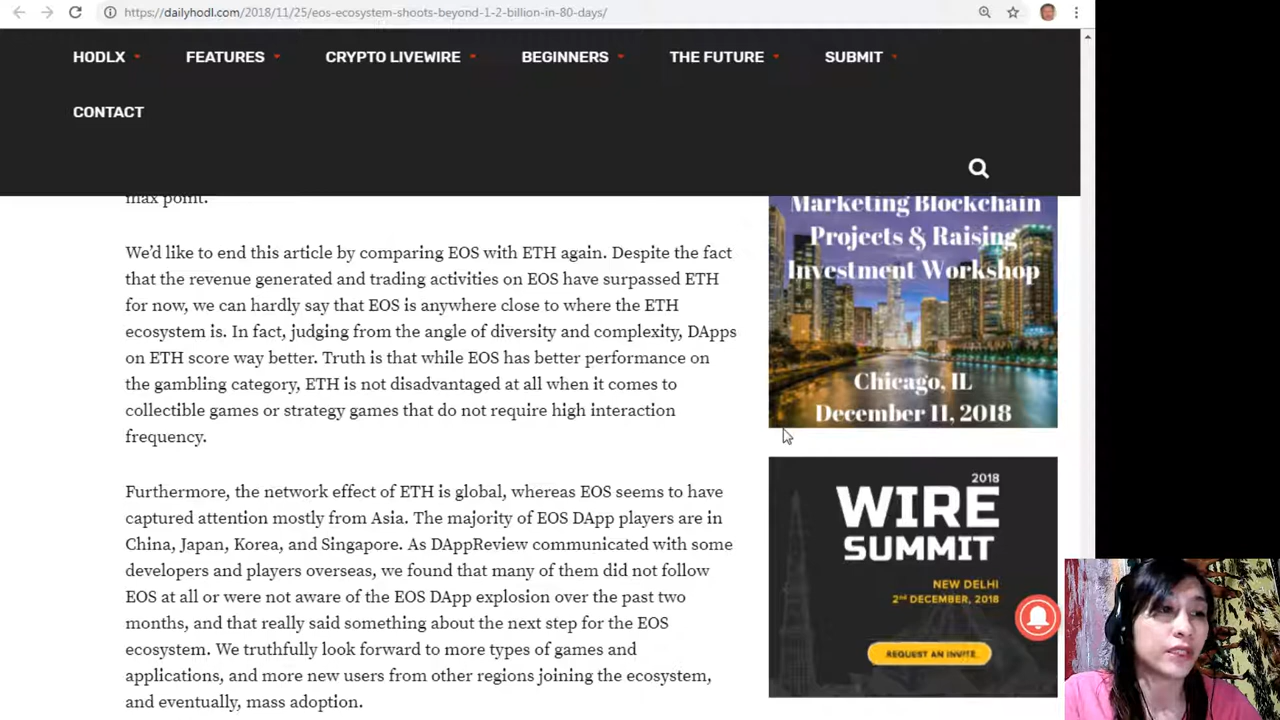 https://dailyhodl.com/2018/11/25/eos-ecosystem-shoots-beyond-1-2-billion-in-80-days/
HODLX FEATURES CRYPTO LIVEWIRE BEGINNERS THE FUTURE SUBMIT
CONTACT
max point.
We’d like to end this article by comparing EOS with ETH again. Despite the fact
that the revenue generated and trading activities on EOS have surpassed ETH
for now, we can hardly say that EOS is anywhere close to where the ETH
ecosystem is. In fact, judging from the angle of diversity and complexity, DApps
on ETH score way better. Truth is that while EOS has better performance on
the gambling category, ETH is not disadvantaged at all when it comes to
collectible games or strategy games that do not require high interaction
frequency.
Furthermore, the network effect of ETH is global, whereas EOS seems to have
captured attention mostly from Asia. The majority of EOS DApp players are in
China, Japan, Korea, and Singapore. As DAppReview communicated with some
developers and players overseas, we found that many of them did not follow
EOS at all or were not aware of the EOS DApp explosion over the past two
months, and that really said something about the next step for the EOS
ecosystem. We truthfully look forward to more types of games and
applications, and more new users from other regions joining the ecosystem,
and eventually, mass adoption.
Marketing Blockchain
Projects & Raising
Investment Workshop
Chicago, IL
December 11, 2018
2018
WIRE
SUMMIT
NEW DELHI
2nd DECEMBER, 2018
REQUEST AN INVITE